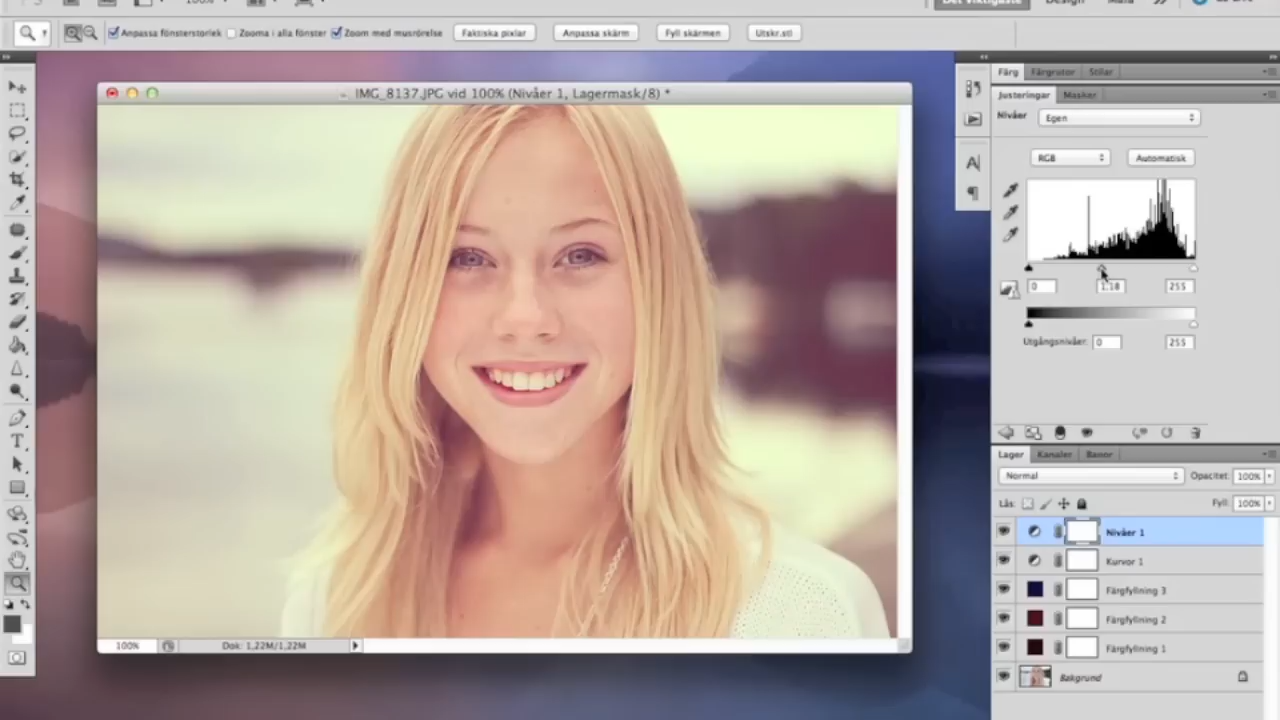 100%
Det Viktigaste Design Måla
Anpassa fönsterstorlek Zooma i alla fönster Zoom med musrörelse Faktiska pixlar Anpassa skärm Fyll skärmen Utskr.stl
IMG_8137.JPG vid 100% (Nivåer 1, Lagermask/8) *
Färg Färgrutor Stilar
Justeringar Masker
Nivåer Egen
RGB Automatisk
0 1,18 255
Utgångsnivåer: 0 255
Lager Kanaler Banor
Normal Opacitet: 100%
Lås: Fyll: 100%
Nivåer 1
Kurvor 1
Färgfyllning 3
Färgfyllning 2
Färgfyllning 1
Bakgrund
100% Dok: 1,22M/1,22M